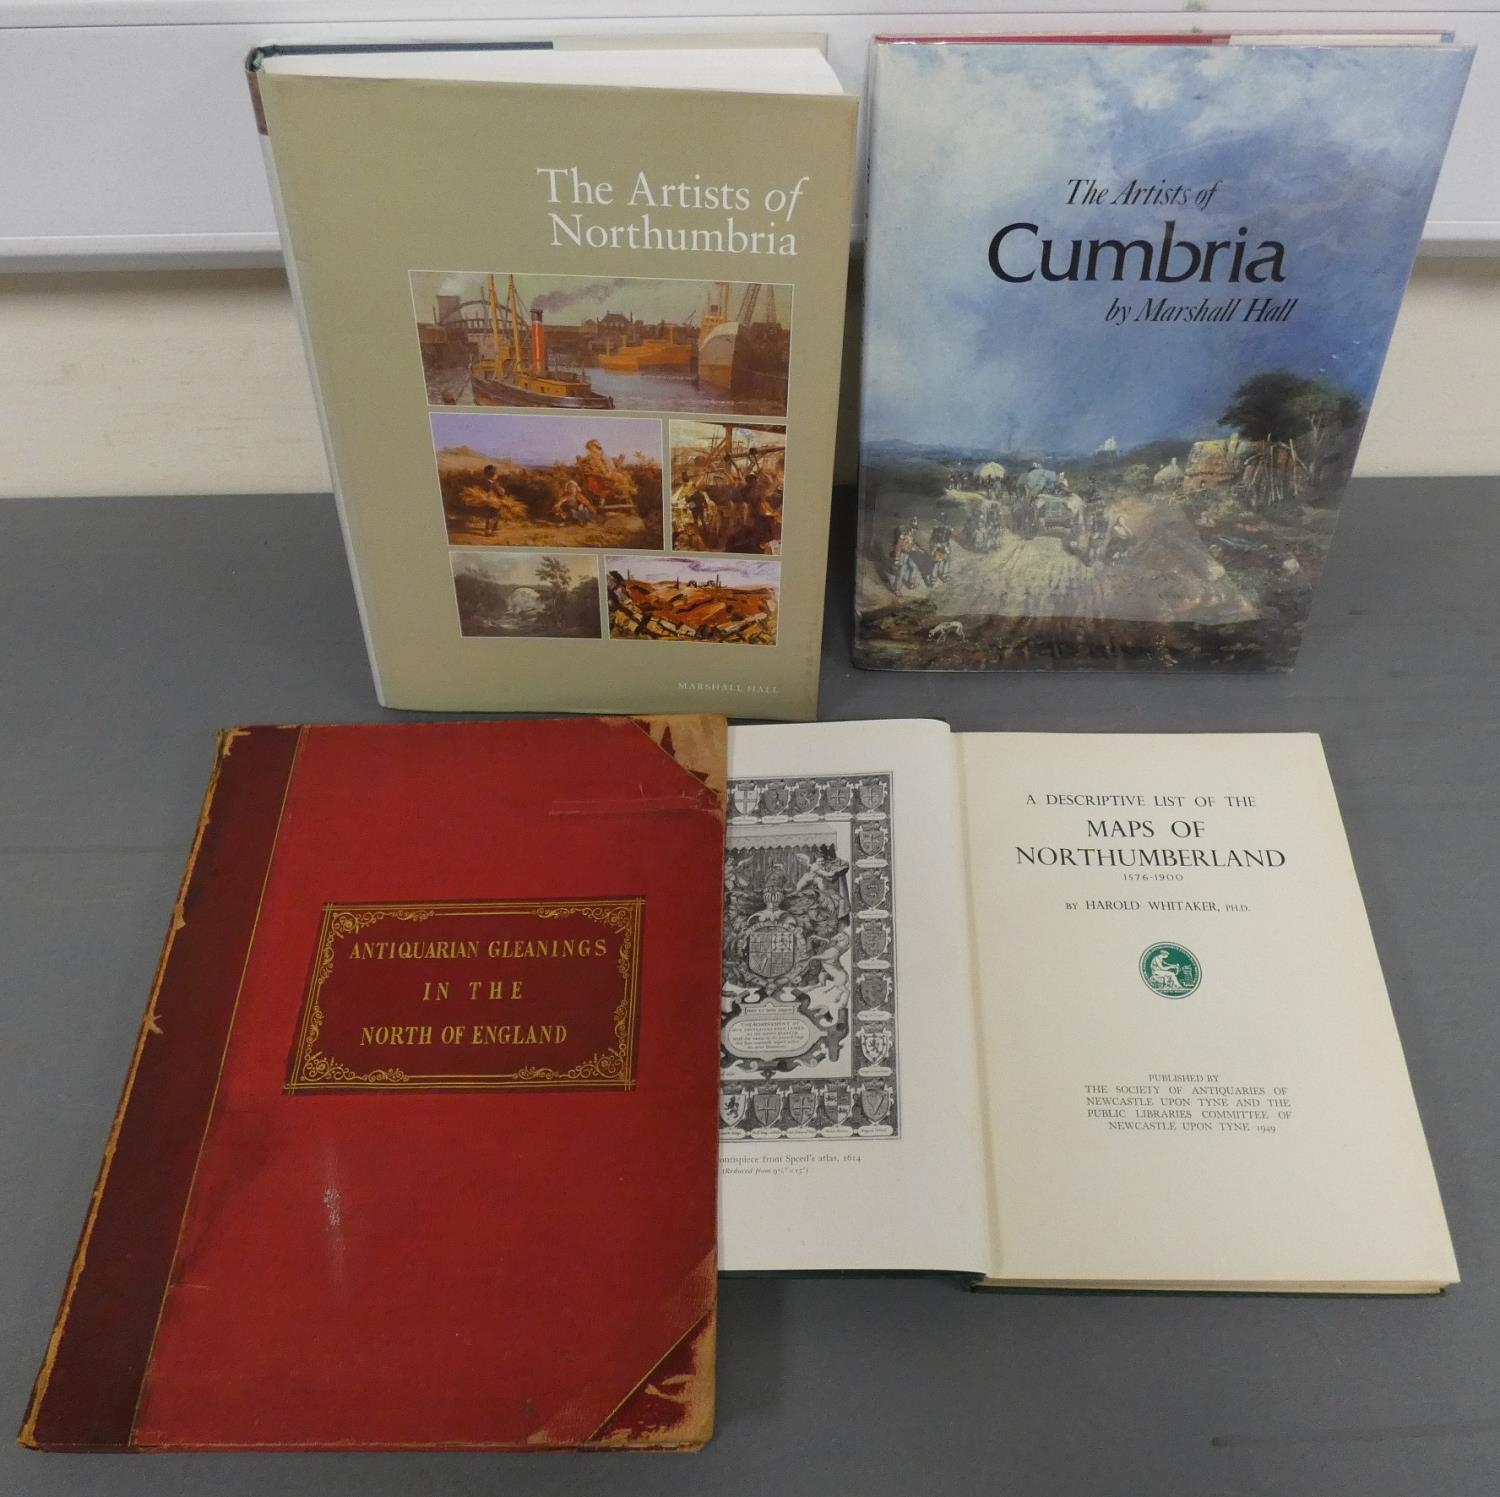 The Artists of
Northumbria
MARSHALL HALL
The Artists of
Cumbria
by Marshall Hall
ANTIQUARIAN GLEANINGS
IN THE
NORTH OF ENGLAND
from Speed's atlas, 1614
A DESCRIPTIVE LIST OF THE
MAPS OF
NORTHUMBERLAND
1576-1900
BY HAROLD WHITAKER, PH.D.
PUBLISHED BY
THE SOCIETY OF ANTIQUARIES OF
NEWCASTLE UPON TYNE AND THE
PUBLIC LIBRARIES COMMITTEE OF
NEWCASTLE UPON TYNE 1949